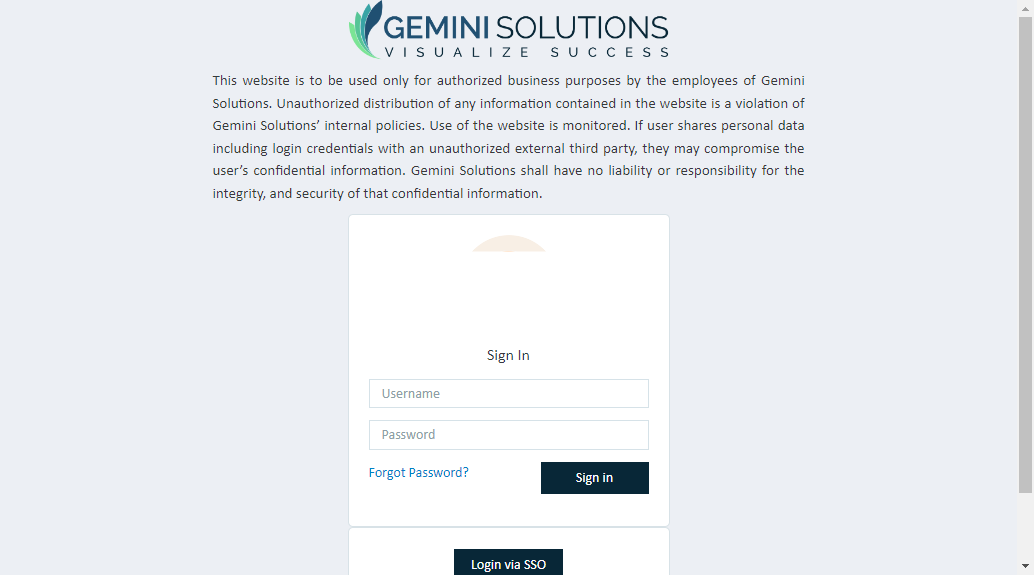 GEMINI SOLUTIONS
VISUALIZE SUCCESS
This website is to be used only for authorized business purposes by the employees of Gemini
Solutions. Unauthorized distribution of any information contained in the website is a violation of
Gemini Solutions’ internal policies. Use of the website is monitored. If user shares personal data
including login credentials with an unauthorized external third party, they may compromise the
user’s confidential information. Gemini Solutions shall have no liability or responsibility for the
integrity, and security of that confidential information.
Sign In
Username
Password
Forgot Password?
Sign in
Login via SSO